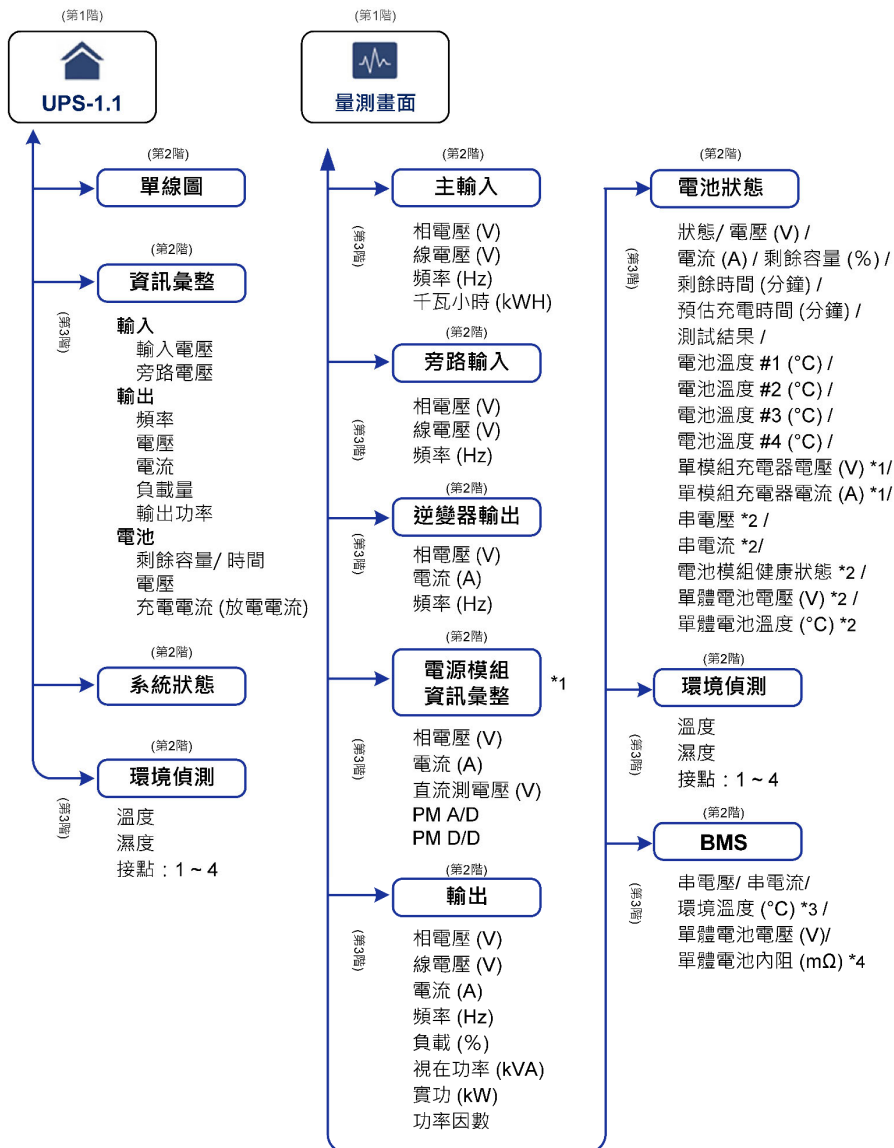 (第1階)
UPS-1.1
(第2階)
單線圖
(第2階)
資訊彙整
(第3階)
輸入
輸入電壓
旁路電壓
輸出
頻率
電壓
電流
負載量
輸出功率
電池
剩餘容量/ 時間
電壓
充電電流 (放電電流)
(第2階)
系統狀態
(第2階)
環境偵測
(第3階)
溫度
濕度
接點：1 ~ 4
(第1階)
量測畫面
(第2階)
主輸入
(第3階)
相電壓 (V)
線電壓 (V)
頻率 (Hz)
千瓦小時 (kWH)
(第2階)
旁路輸入
(第3階)
相電壓 (V)
線電壓 (V)
頻率 (Hz)
(第2階)
逆變器輸出
(第3階)
相電壓 (V)
電流 (A)
頻率 (Hz)
(第2階)
電源模組
資訊彙整
*1
(第3階)
相電壓 (V)
電流 (A)
直流測電壓 (V)
PM A/D
PM D/D
(第2階)
輸出
(第3階)
相電壓 (V)
線電壓 (V)
電流 (A)
頻率 (Hz)
負載 (%)
視在功率 (kVA)
實功 (kW)
功率因數
(第2階)
電池狀態
(第3階)
狀態/ 電壓 (V) /
電流 (A) / 剩餘容量 (%) /
剩餘時間 (分鐘) /
預估充電時間 (分鐘) /
測試結果 /
電池溫度 #1 (°C) /
電池溫度 #2 (°C) /
電池溫度 #3 (°C) /
電池溫度 #4 (°C) /
單模組充電器電壓 (V) *1/
單模組充電器電流 (A) *1/
串電壓 *2 /
串電流 *2/
電池模組健康狀態 *2 /
單體電池電壓 (V) *2 /
單體電池溫度 (°C) *2
(第2階)
環境偵測
(第3階)
溫度
濕度
接點：1 ~ 4
(第2階)
BMS
(第3階)
串電壓/ 串電流/
環境溫度 (°C) *3 /
單體電池電壓 (V)/
單體電池內阻 (mΩ) *4